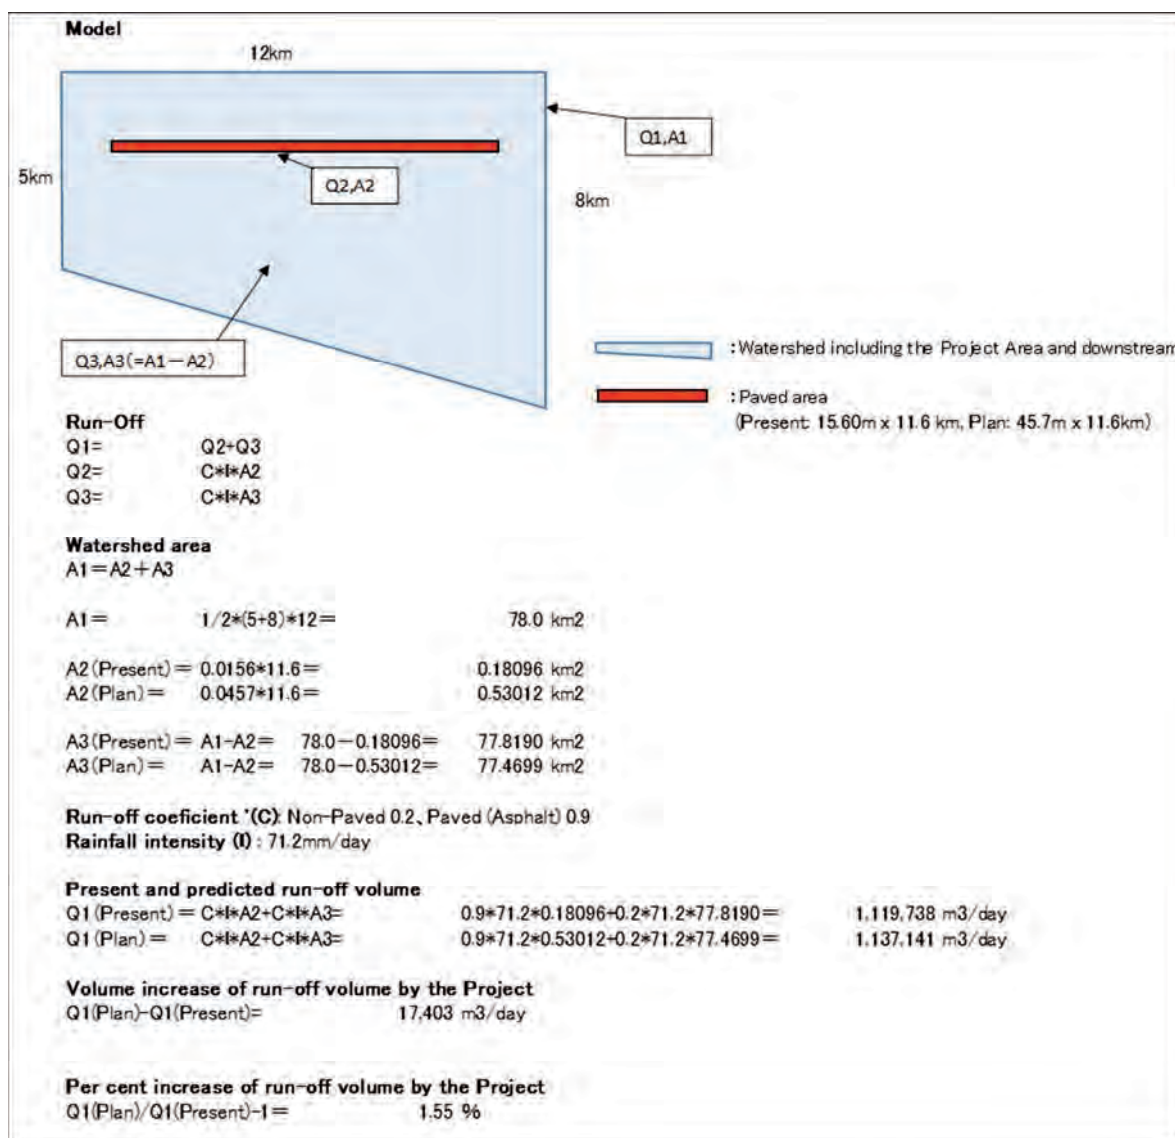 Model
12km
Q1,A1
5km
Q2,A2
8km
Q3,A3(=A1－A2)
:Watershed including the Project Area and downstream
:Paved area
(Present: 15.60m x 11.6 km, Plan: 45.7m x 11.6km)
Run-Off
Q1= Q2+Q3
Q2= C*I*A2
Q3= C*I*A3
Watershed area
A1＝A2＋A3
A1＝ 1/2*(5+8)*12＝ 78.0 km2
A2(Present)＝ 0.0156*11.6＝ 0.18096 km2
A2(Plan)＝ 0.0457*11.6＝ 0.53012 km2
A3(Present)＝ A1-A2＝ 78.0－0.18096＝ 77.8190 km2
A3(Plan)＝ A1-A2＝ 78.0－0.53012＝ 77.4699 km2
Run-off coeficient *(C): Non-Paved 0.2、Paved (Asphalt) 0.9
Rainfall intensity (I) : 71.2mm/day
Present and predicted run-off volume
Q1(Present)＝ C*I*A2+C*I*A3= 0.9*71.2*0.18096+0.2*71.2*77.8190＝ 1,119,738 m3/day
Q1(Plan)＝ C*I*A2+C*I*A3= 0.9*71.2*0.53012+0.2*71.2*77.4699＝ 1,137,141 m3/day
Volume increase of run-off volume by the Project
Q1(Plan)-Q1(Present)= 17,403 m3/day
Per cent increase of run-off volume by the Project
Q1(Plan)/Q1(Present)-1＝ 1.55 %